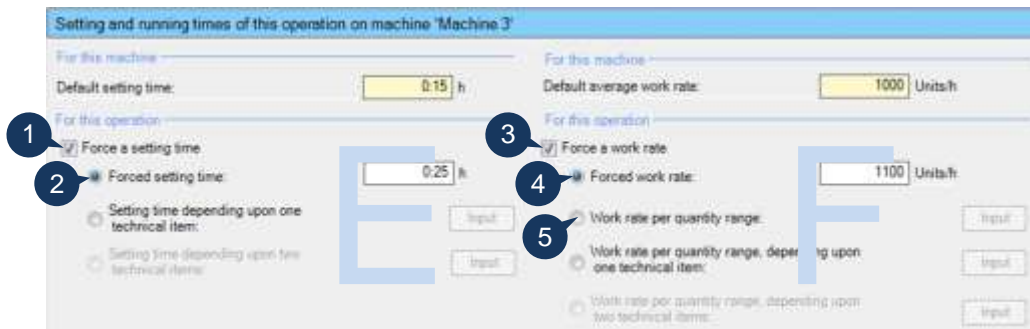 Setting and running times of this operation on machine 'Machine 3'
For this machine
Default setting time: 0:15 h
For this operation
1 Force a setting time
2 Forced setting time: 0:25 h
Setting time depending upon one
technical item: Input
Setting time depending upon two
technical items: Input
E
For this machine
Default average work rate: 1000 Units/h
For this operation
3 Force a work rate
4 Forced work rate: 1100 Units/h
5 Work rate per quantity range: Input
Work rate per quantity range, depending upon
one technical item: Input
Work rate per quantity range, depending upon
two technical items: Input
F